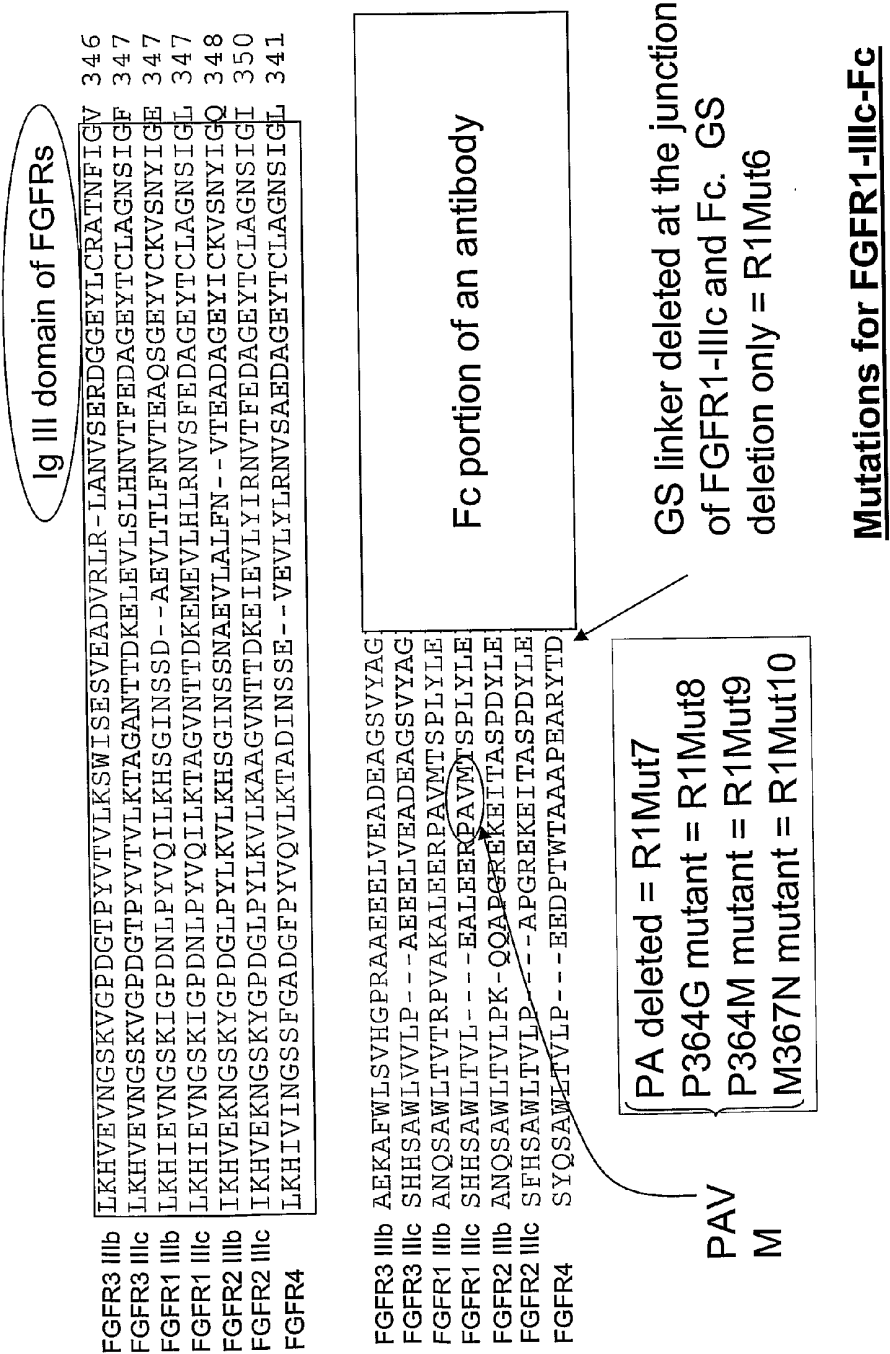 Ig III domain of FGFRs
FGFR3 IIIb LKHVEVNGSKVGPDGTPYVTVLKSWISESVEADVRLR-LANVSERDGGEYLCRATNFIGV 346
FGFR3 IIIc LKHVEVNGSKVGPDGTPYVTVLKTAGANTTDKELEVLSLHNVTFEDAGEYTCLAGNSIGF 347
FGFR1 IIIb LKHIEVNGSKIGPDNLPYVQILKHSGINSSD--AEVLTLFNVTEAQSGEYVCKVSNYIGE 347
FGFR1 IIIc LKHIEVNGSKIGPDNLPYVQILKTAGVNTTDKEMEVLHLRNVSFEDAGEYTCLAGNSIGL 347
FGFR2 IIIb IKHVEKNGSKYGPDGLPYLKVLKHSGINSSNAEVLALFN--VTEADAGEYICKVSNYIGQ 348
FGFR2 IIIc IKHVEKNGSKYGPDGLPYLKVLKAAGVNTTDKEIEVLYIRNVTFEDAGEYTCLAGNSIGI 350
FGFR4 LKHIVINGSSFGADGFPYVQVLKTADINSSE--VEVLYLRNVSAEDAGEYTCLAGNSIGL 341
FGFR3 IIIb AEKAFWLSVHGPRAAEEELVEADEAGSVYAG
FGFR3 IIIc SHHSAWLVVLP---AEEELVEADEAGSVYAG
FGFR1 IIIb ANQSAWLTVTRPVAKALEERPAVMTSPLYLE
FGFR1 IIIc SHHSAWLTVL----EALEERPAVMTSPLYLE
FGFR2 IIIb ANQSAWLTVLPK-QQAPGREKEITASPDYLE
FGFR2 IIIc SFHSAWLTVLP----APGREKEITASPDYLE
FGFR4 SYQSAWLTVLP---EEDPTWTAAAPEARYTD
Fc portion of an antibody
PAV
M
PA deleted = R1Mut7
P364G mutant = R1Mut8
P364M mutant = R1Mut9
M367N mutant = R1Mut10
GS linker deleted at the junction
of FGFR1-IIIc and Fc. GS
deletion only = R1Mut6
Mutations for FGFR1-IIIc-Fc